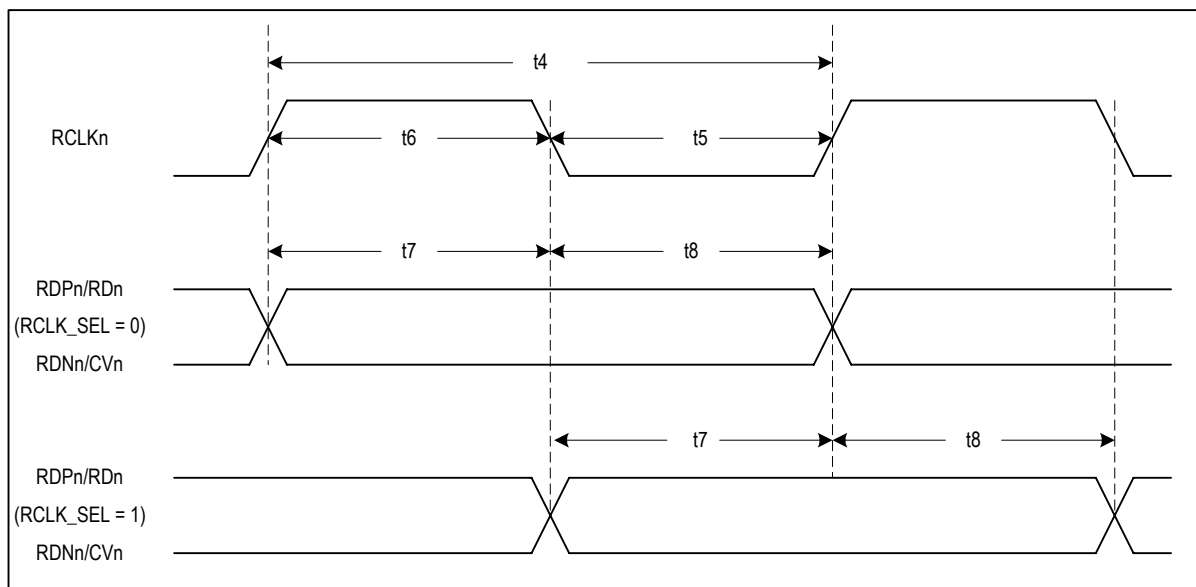 t4
RCLKn
t6
t5
t7
t8
RDPn/RDn
(RCLK_SEL = 0)
RDNn/CVn
t7
t8
RDPn/RDn
(RCLK_SEL = 1)
RDNn/CVn